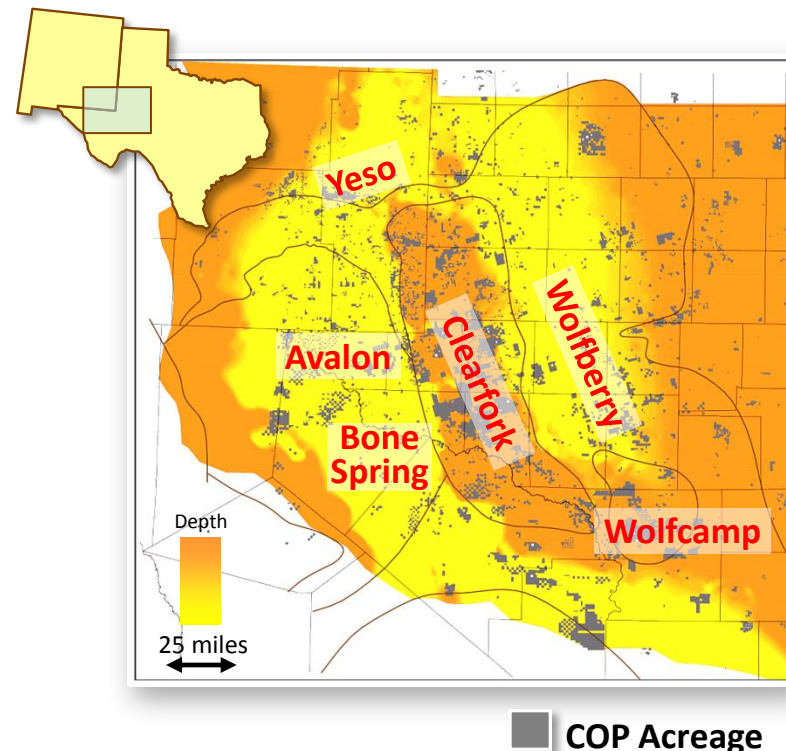 Yeso
Wolfberry
Clearfork
Avalon
Bone
Spring
Wolfcamp
Depth
25 miles
COP Acreage